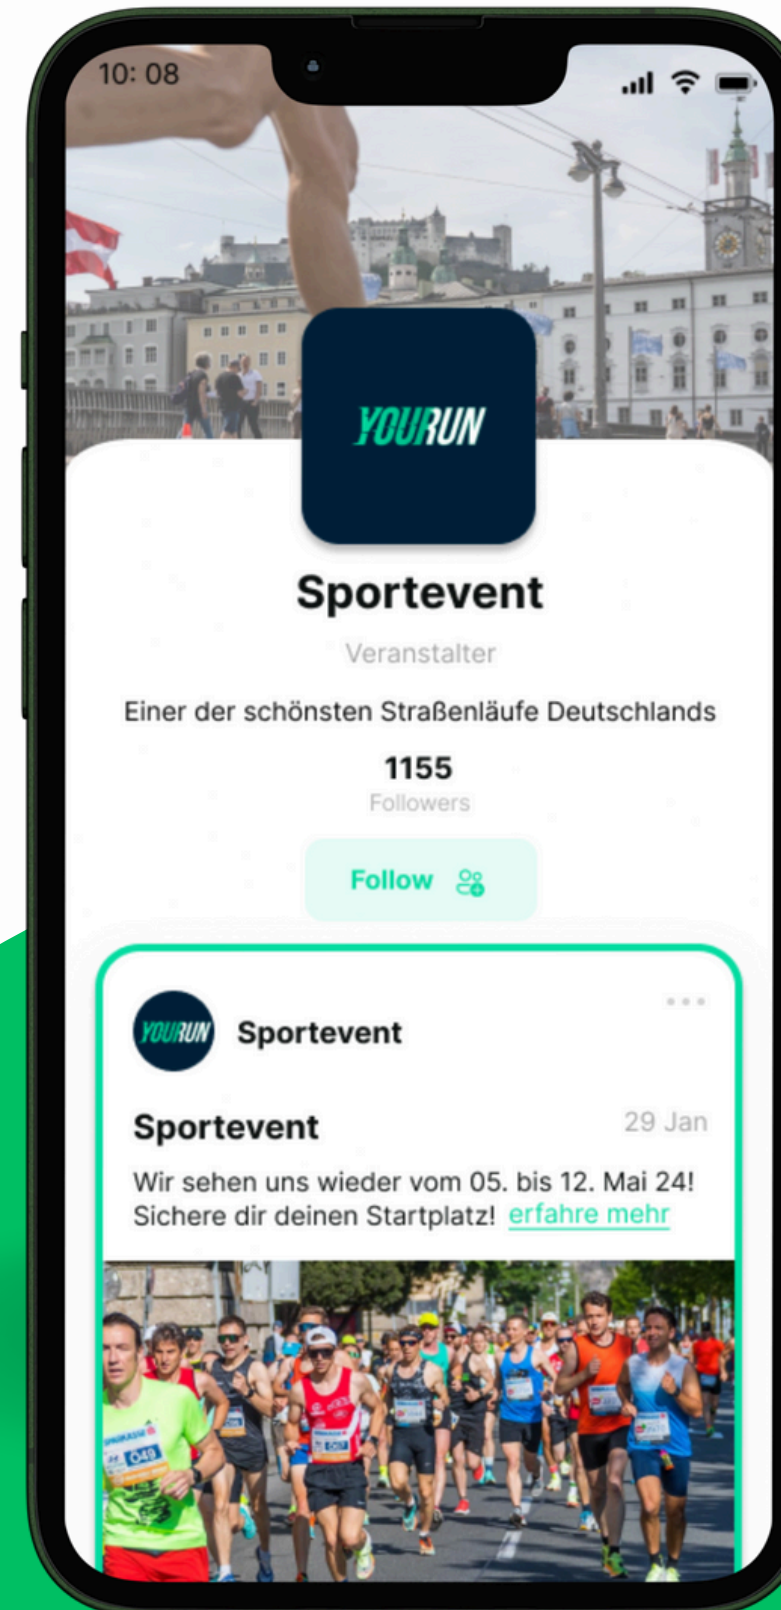 10: 08
YOURUN
Sportevent
Veranstalter
Einer der schönsten Straßenläufe Deutschlands
1155
Followers
Follow
YOURUN
Sportevent
Sportevent
29 Jan
Wir sehen uns wieder vom 05. bis 12. Mai 24!
Sichere dir deinen Startplatz! erfahre mehr